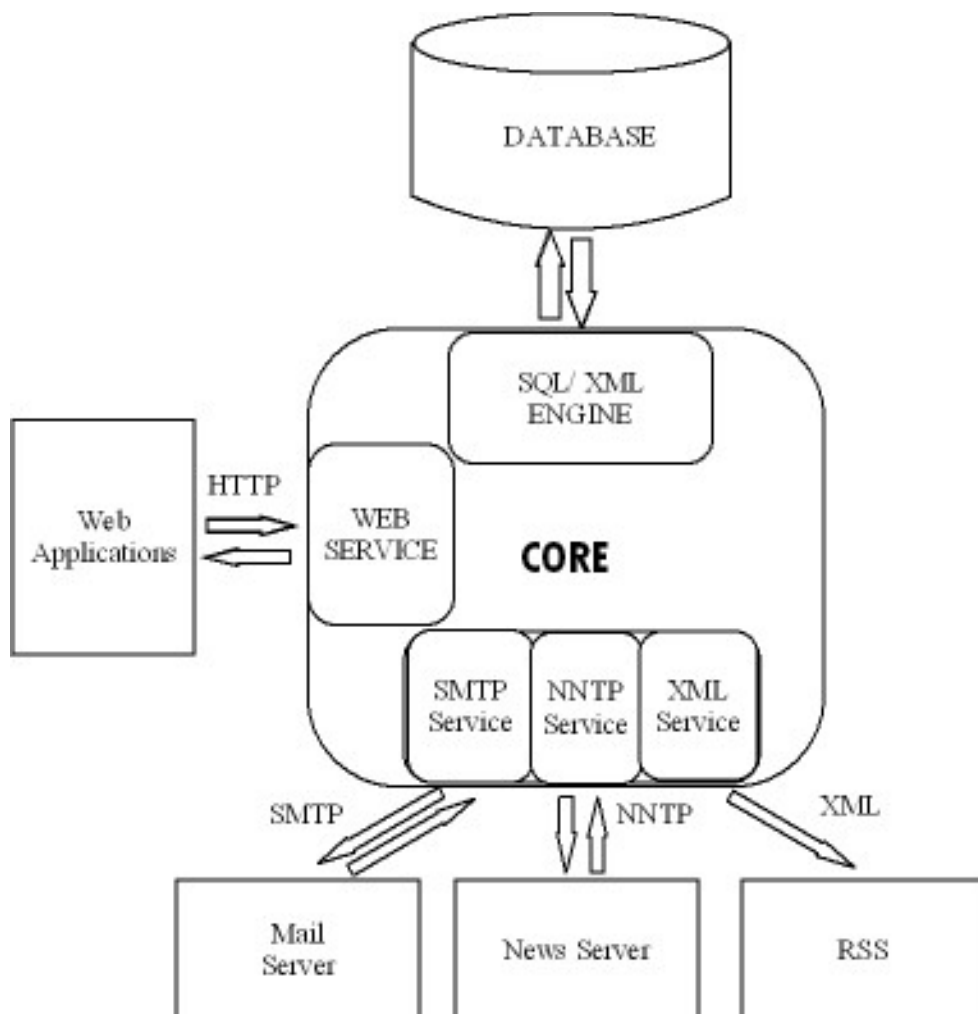 DATABASE
SQL/ XML
ENGINE
HTTP
Web
Applications
WEB
SERVICE
CORE
SMTP
Service
NNTP
Service
XML
Service
SMTP
NNTP
XML
Mail
Server
News Server
RSS